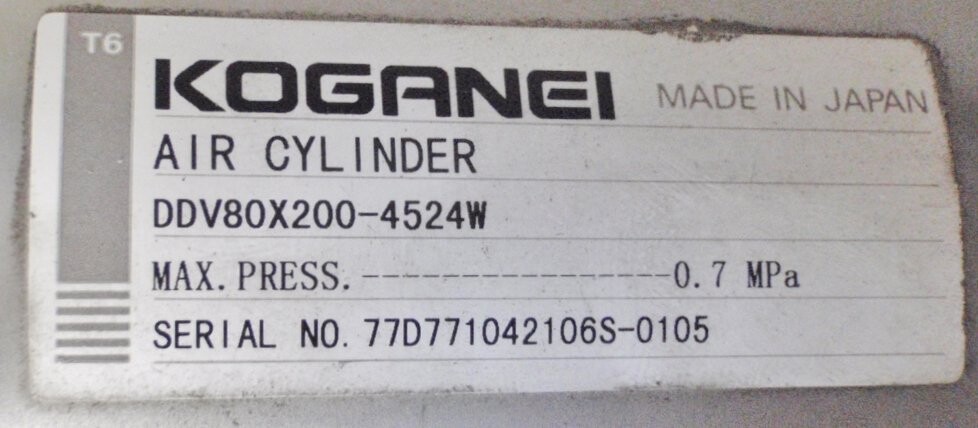 T6
KOGANEI MADE IN JAPAN
AIR CYLINDER
DDV80X200-4524W
MAX. PRESS. -----------------0.7 MPa
SERIAL NO. 77D771042106S-0105